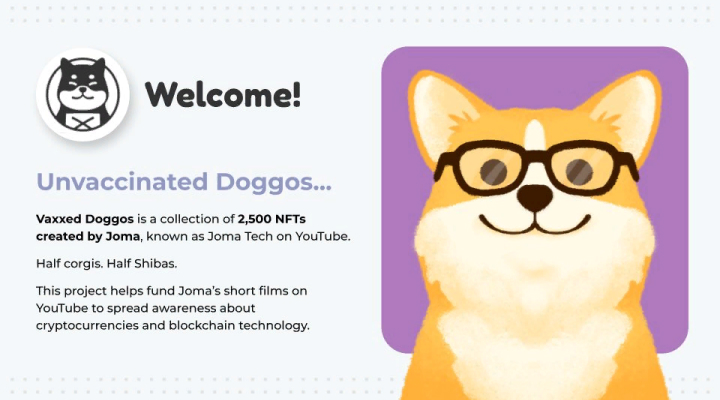 Welcome!
Unvaccinated Doggos...
Vaxxed Doggos is a collection of 2,500 NFTs
created by Joma, known as Joma Tech on YouTube.
Half corgis. Half Shibas.
This project helps fund Joma's short films on
YouTube to spread awareness about
cryptocurrencies and blockchain technology.